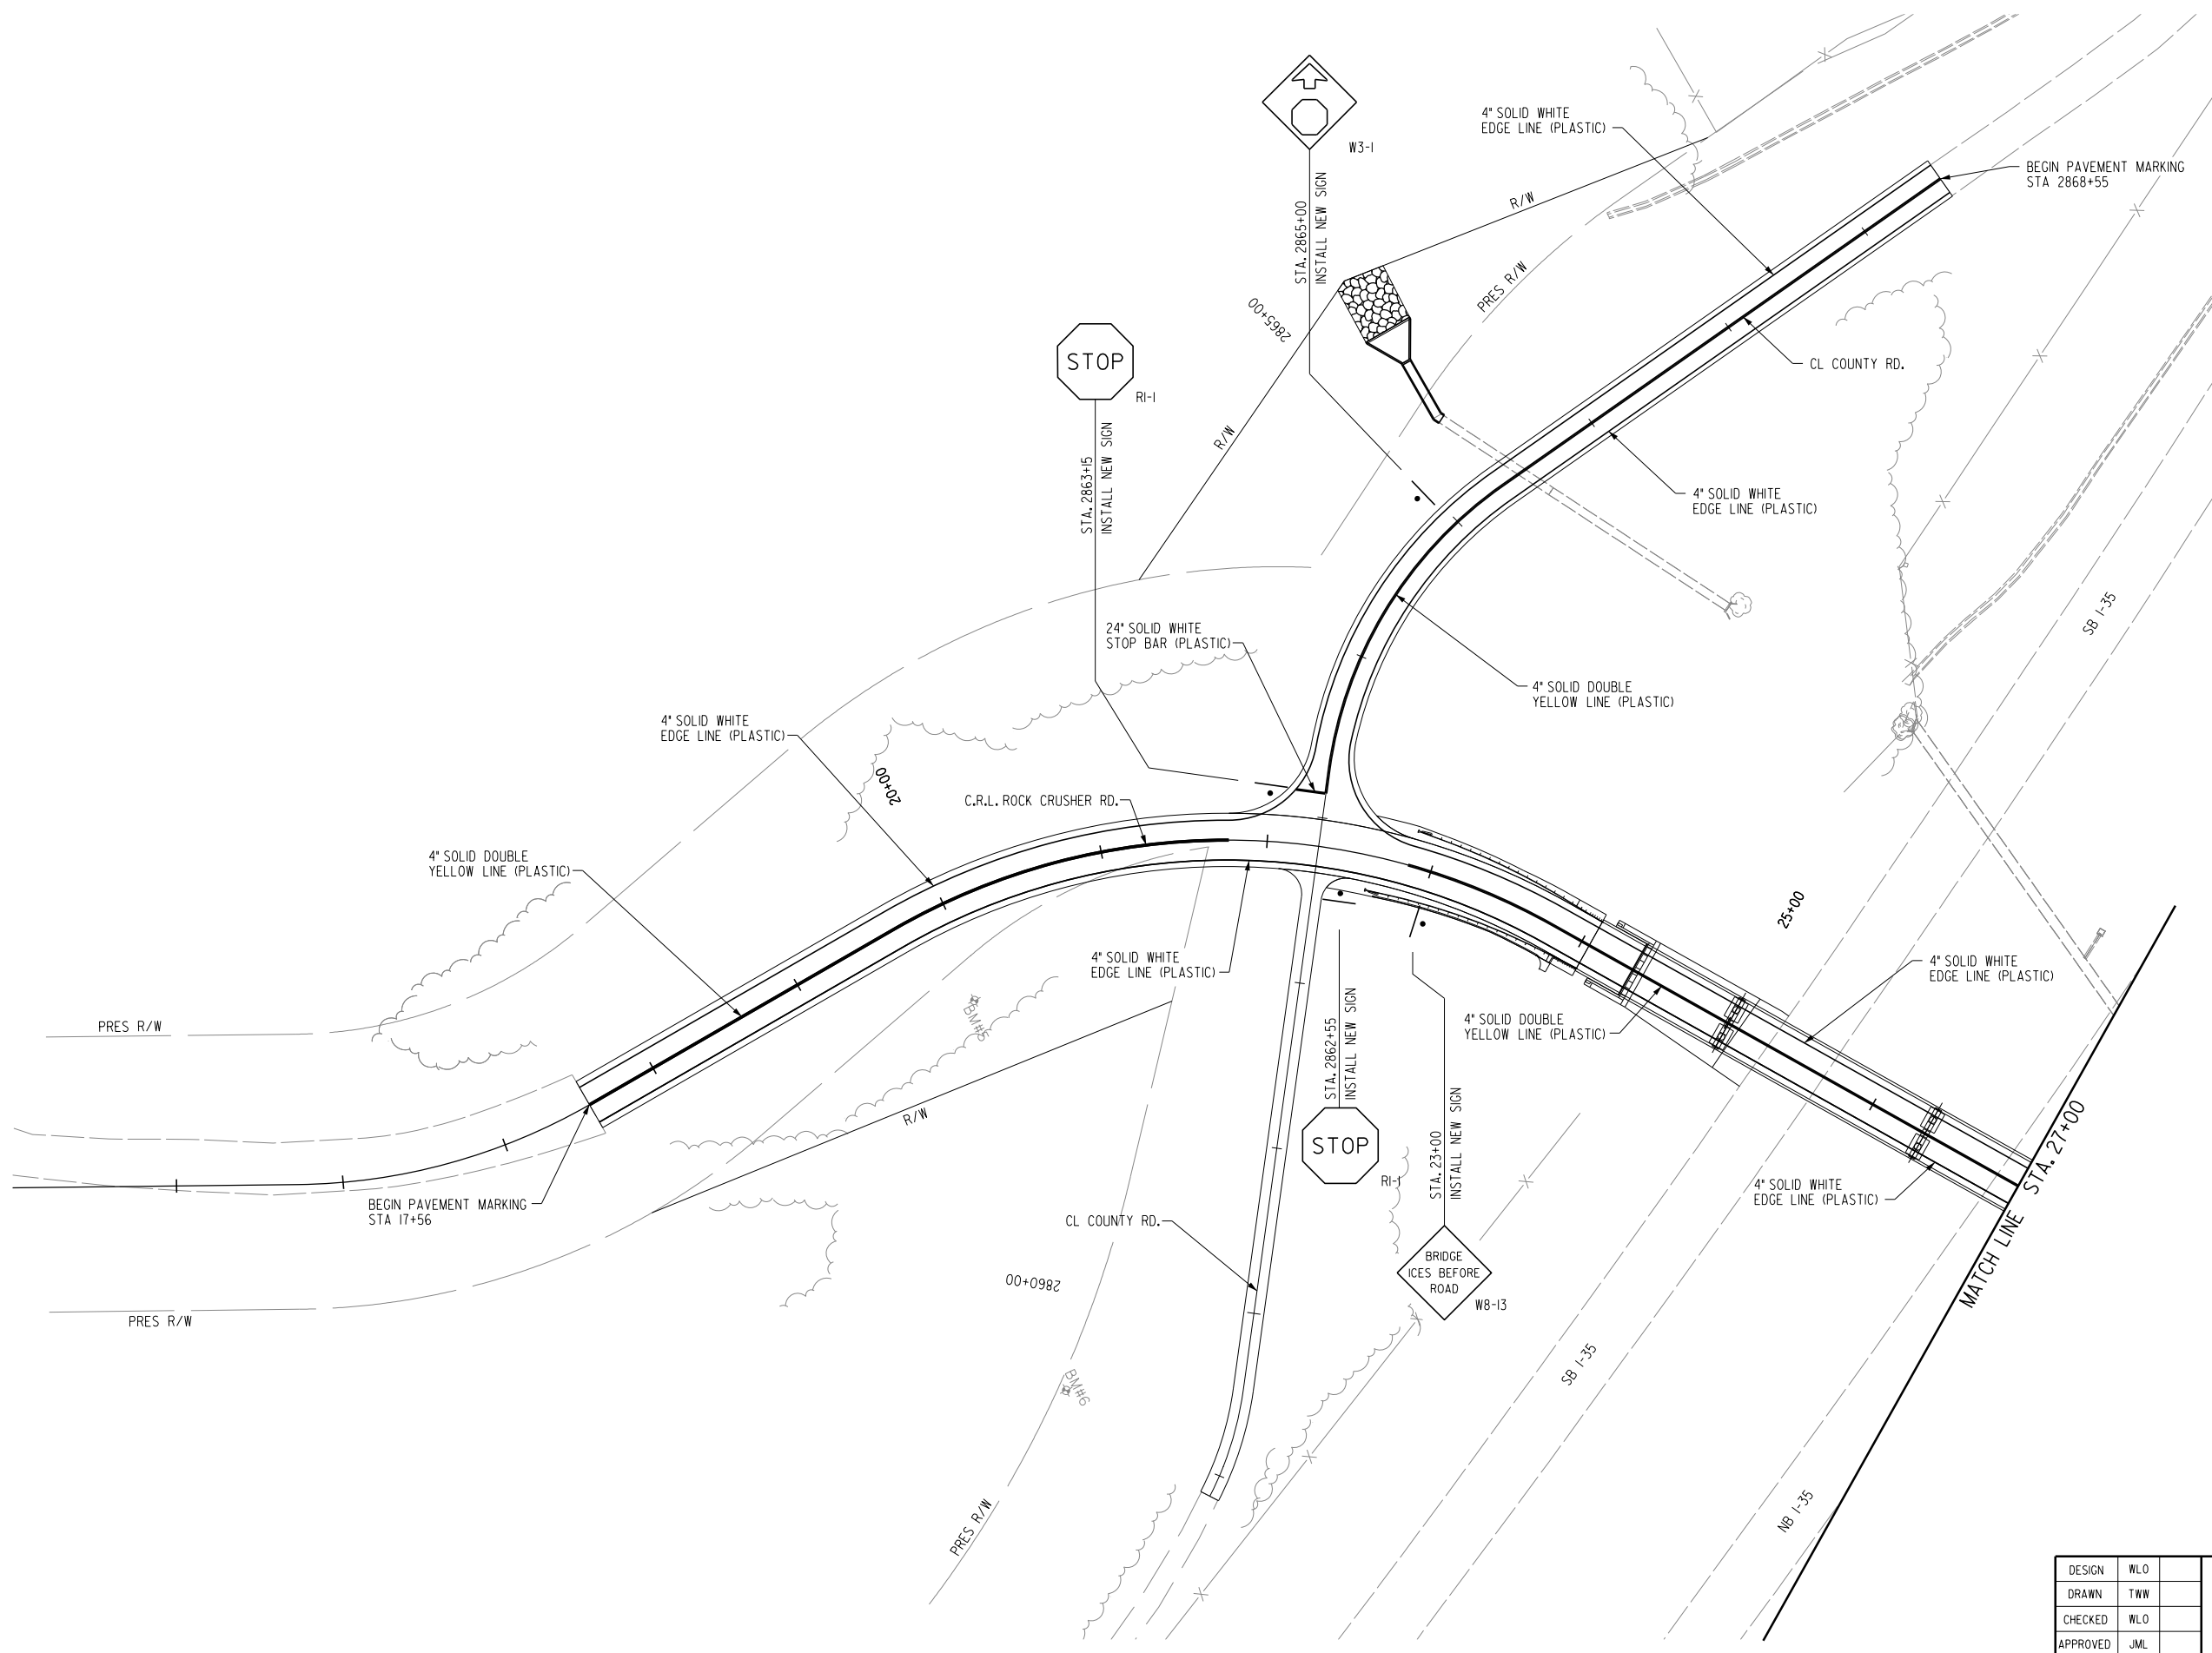 W3-1
STA. 2865+00
INSTALL NEW SIGN
4" SOLID WHITE
EDGE LINE (PLASTIC)
BEGIN PAVEMENT MARKING
STA 2868+55
R/W
PRES R/W
2865+00
STOP
R1-1
STA. 2863+15
INSTALL NEW SIGN
R/W
CL COUNTY RD.
4" SOLID WHITE
EDGE LINE (PLASTIC)
SB I-35
24" SOLID WHITE
STOP BAR (PLASTIC)
4" SOLID DOUBLE
YELLOW LINE (PLASTIC)
4" SOLID WHITE
EDGE LINE (PLASTIC)
20+00
C.R.L. ROCK CRUSHER RD.
4" SOLID DOUBLE
YELLOW LINE (PLASTIC)
25+00
4" SOLID WHITE
EDGE LINE (PLASTIC)
4" SOLID WHITE
EDGE LINE (PLASTIC)
BM#5
PRES R/W
4" SOLID DOUBLE
YELLOW LINE (PLASTIC)
STA. 2862+55
INSTALL NEW SIGN
STOP
R1-1
STA. 23+00
INSTALL NEW SIGN
BRIDGE
ICES BEFORE
ROAD
W8-13
R/W
BEGIN PAVEMENT MARKING
STA 17+56
4" SOLID WHITE
EDGE LINE (PLASTIC)
MATCH LINE STA. 27+00
CL COUNTY RD.
2860+00
PRES R/W
BM#6
SB I-35
NB I-35
PRES R/W
DESIGN WLO
DRAWN TWW
CHECKED WLO
APPROVED JML